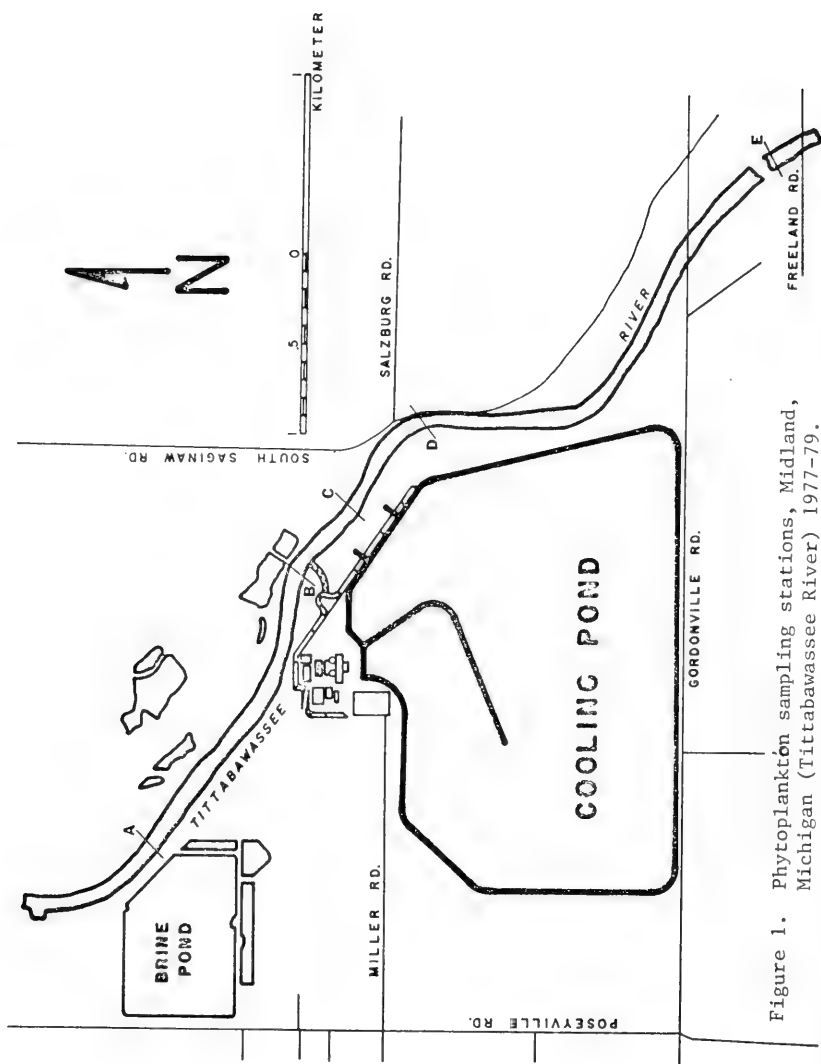 N
1
.5
0
1
KILOMETER
SOUTH SAGINAW RD.
SALZBURG RD.
A
B
C
D
E
TITTABAWASSEE
RIVER
BRINE
POND
MILLER RD.
COOLING POND
POSEYVILLE RD.
GORDONVILLE RD.
FREELAND RD.
Figure 1. Phytoplankton sampling stations, Midland,
Michigan (Tittabawassee River) 1977-79.